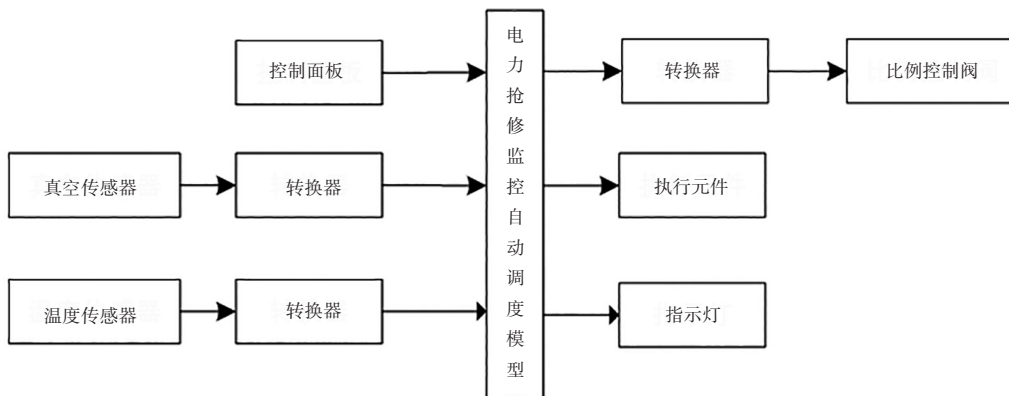 控制面板
转换器
比例控制阀
真空传感器
转换器
执行元件
温度传感器
转换器
指示灯
电力抢修监控自动调度模型